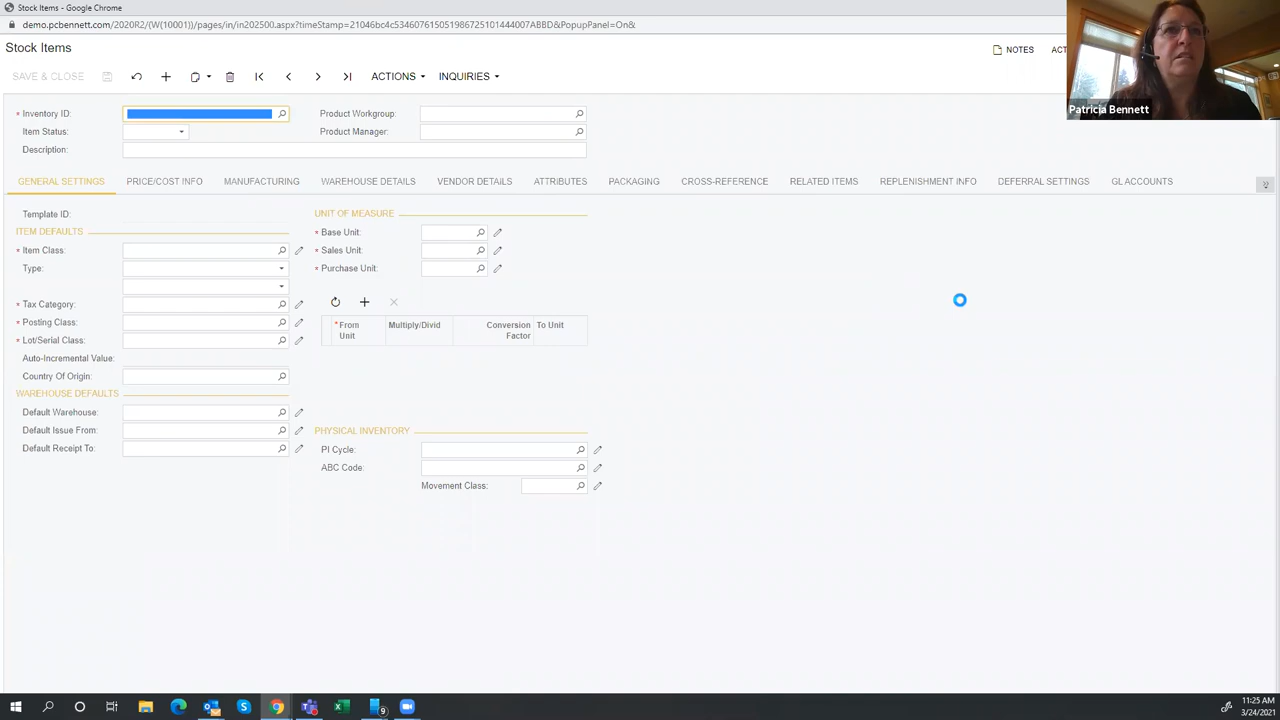 Stock Items - Google Chrome
demo.pcbennett.com/2020R2/(W(10001))/pages/in/in202500.aspx?timeStamp=21046bc4c534607615051986725101444007ABBD&PopupPanel=On&
Stock Items
NOTES
SAVE & CLOSE
ACTIONS
INQUIRIES
Patricia Bennett
* Inventory ID:
Product Workgroup:
Item Status:
Product Manager:
Description:
GENERAL SETTINGS PRICE/COST INFO MANUFACTURING WAREHOUSE DETAILS VENDOR DETAILS ATTRIBUTES PACKAGING CROSS-REFERENCE RELATED ITEMS REPLENISHMENT INFO DEFERRAL SETTINGS GL ACCOUNTS
Template ID:
ITEM DEFAULTS
* Item Class:
Type:
* Tax Category:
* Posting Class:
* Lot/Serial Class:
Auto-Incremental Value:
Country Of Origin:
WAREHOUSE DEFAULTS
Default Warehouse:
Default Issue From:
Default Receipt To:
UNIT OF MEASURE
* Base Unit:
* Sales Unit:
* Purchase Unit:
* From Unit
Multiply/Divid
Conversion Factor
To Unit
PHYSICAL INVENTORY
PI Cycle:
ABC Code:
Movement Class:
9
11:25 AM
3/24/2021